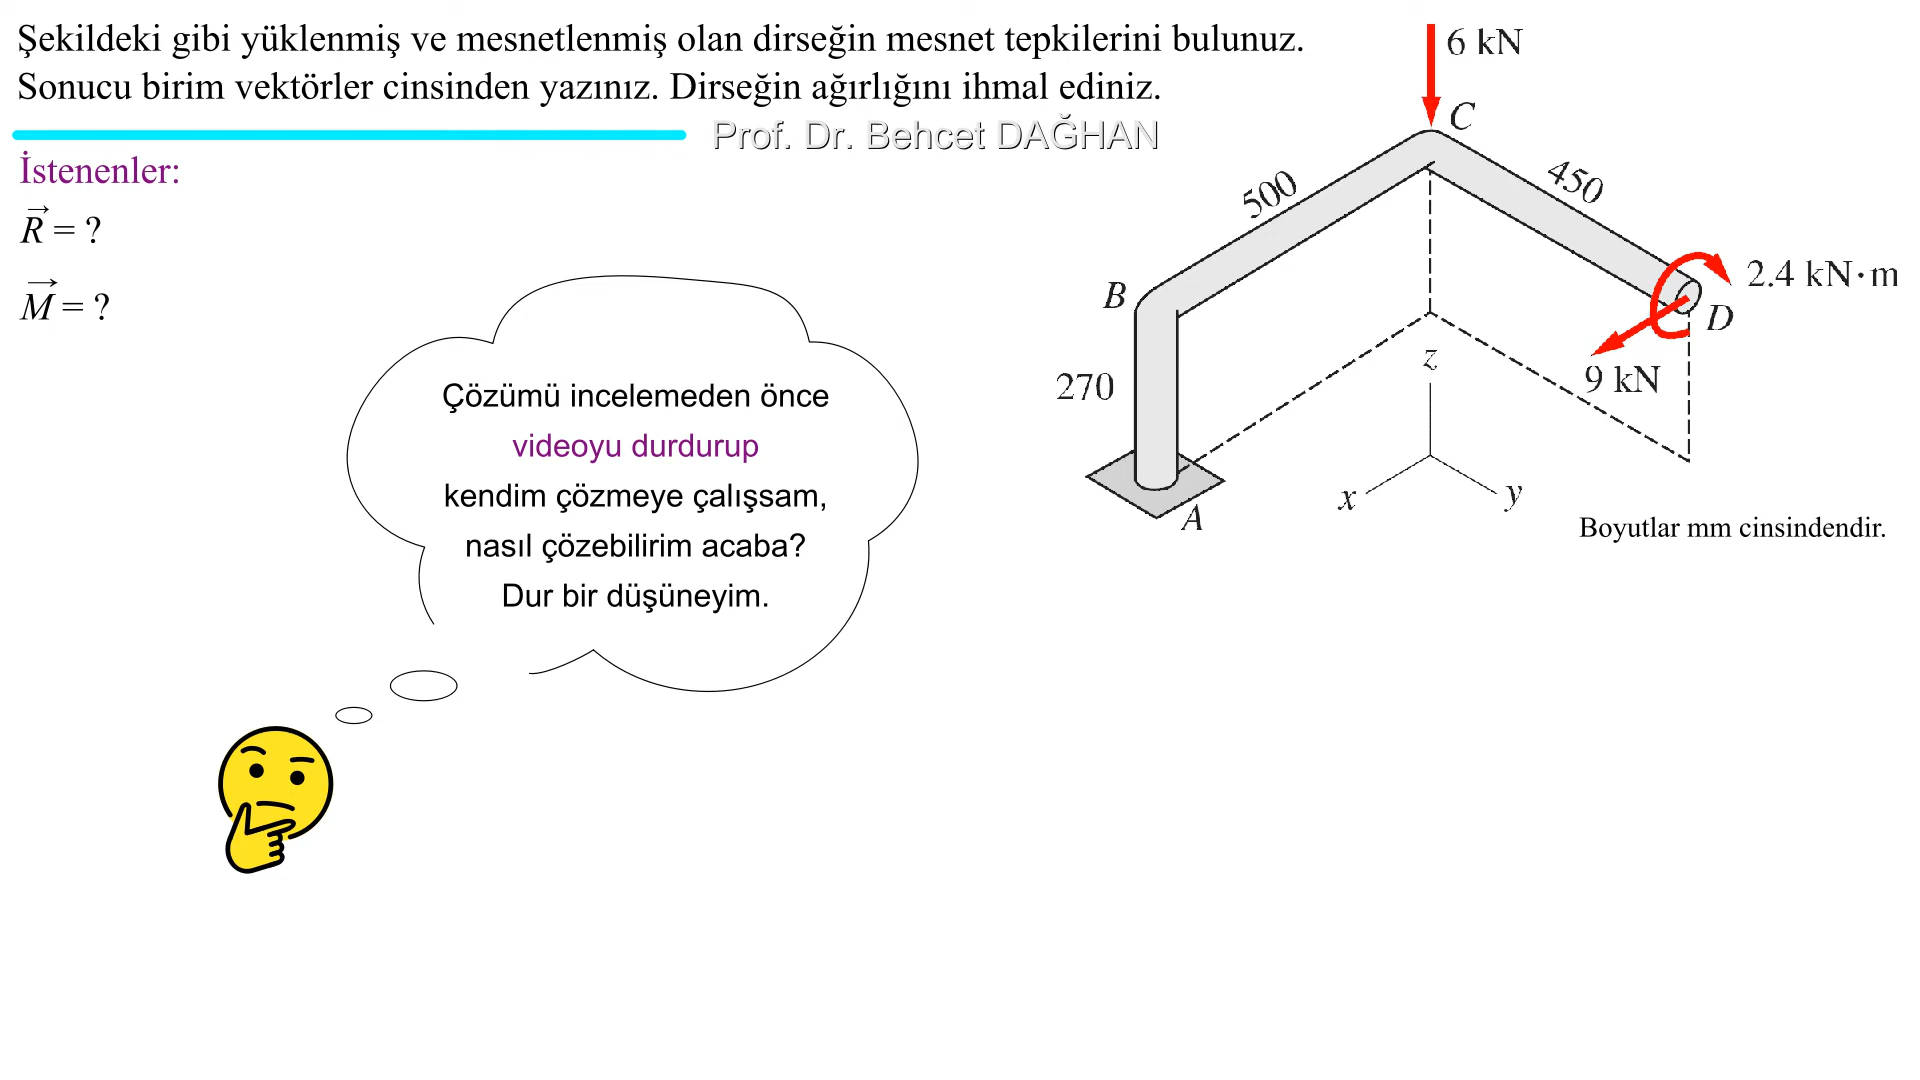 Şekildeki gibi yüklenmiş ve mesnetlenmiş olan dirseğin mesnet tepkilerini bulunuz.
Sonucu birim vektörler cinsinden yazınız. Dirseğin ağırlığını ihmal ediniz.
Prof. Dr. Behcet DAĞHAN
İstenenler:
R = ?
M = ?
Çözümü incelemeden önce
videoyu durdurup
kendim çözmeye çalışsam,
nasıl çözebilirim acaba?
Dur bir düşüneyim.
6 kN
C
500
450
B
2.4 kN·m
D
270
z
9 kN
x
y
A
Boyutlar mm cinsindendir.